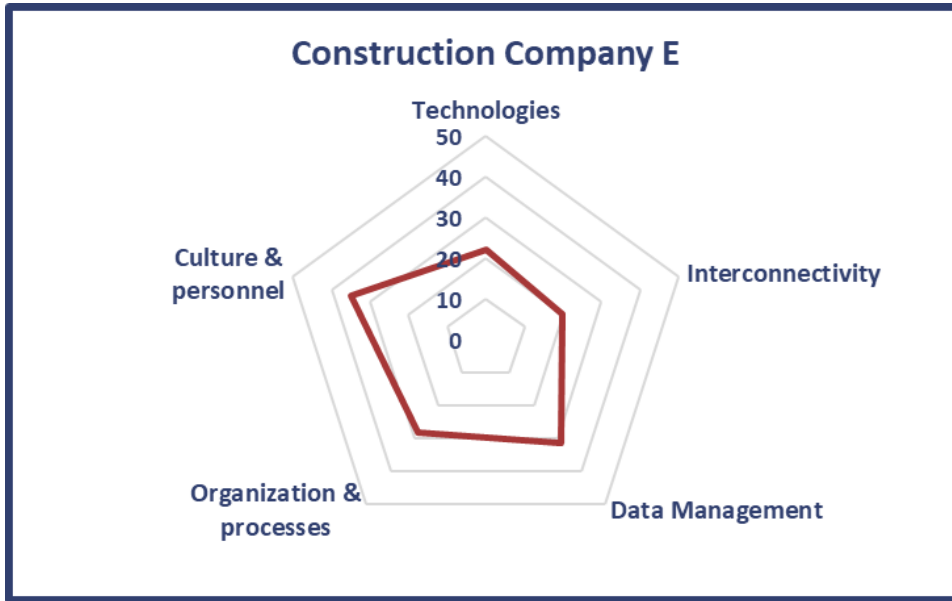 Construction Company E
Technologies
50
40
30
20
10
0
Culture &
personnel
Interconnectivity
Organization &
processes
Data Management